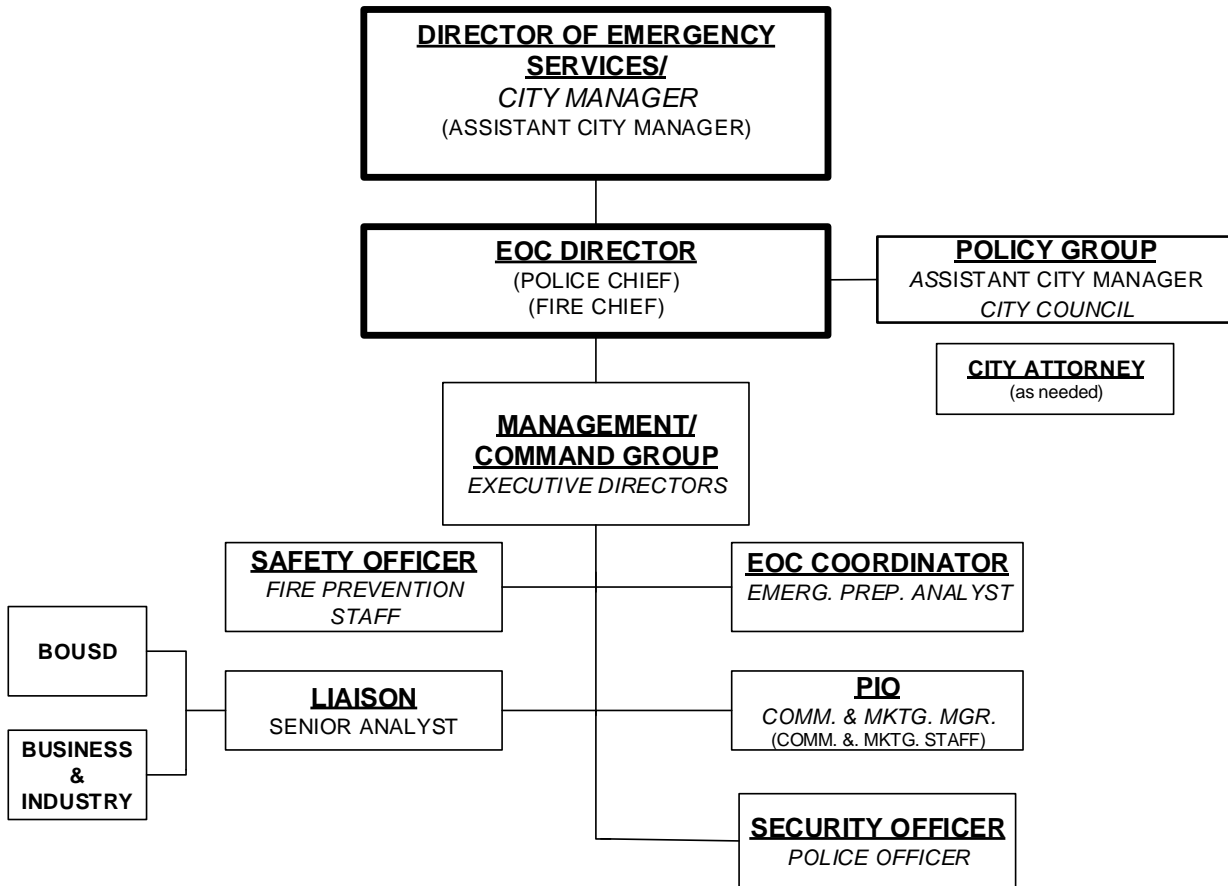 DIRECTOR OF EMERGENCY
SERVICES/
CITY MANAGER
(ASSISTANT CITY MANAGER)
EOC DIRECTOR
(POLICE CHIEF)
(FIRE CHIEF)
POLICY GROUP
ASSISTANT CITY MANAGER
CITY COUNCIL
CITY ATTORNEY
(as needed)
MANAGEMENT/
COMMAND GROUP
EXECUTIVE DIRECTORS
SAFETY OFFICER
FIRE PREVENTION
STAFF
EOC COORDINATOR
EMERG. PREP. ANALYST
BOUSD
LIAISON
SENIOR ANALYST
PIO
COMM. & MKTG. MGR.
(COMM. &. MKTG. STAFF)
BUSINESS
&
INDUSTRY
SECURITY OFFICER
POLICE OFFICER